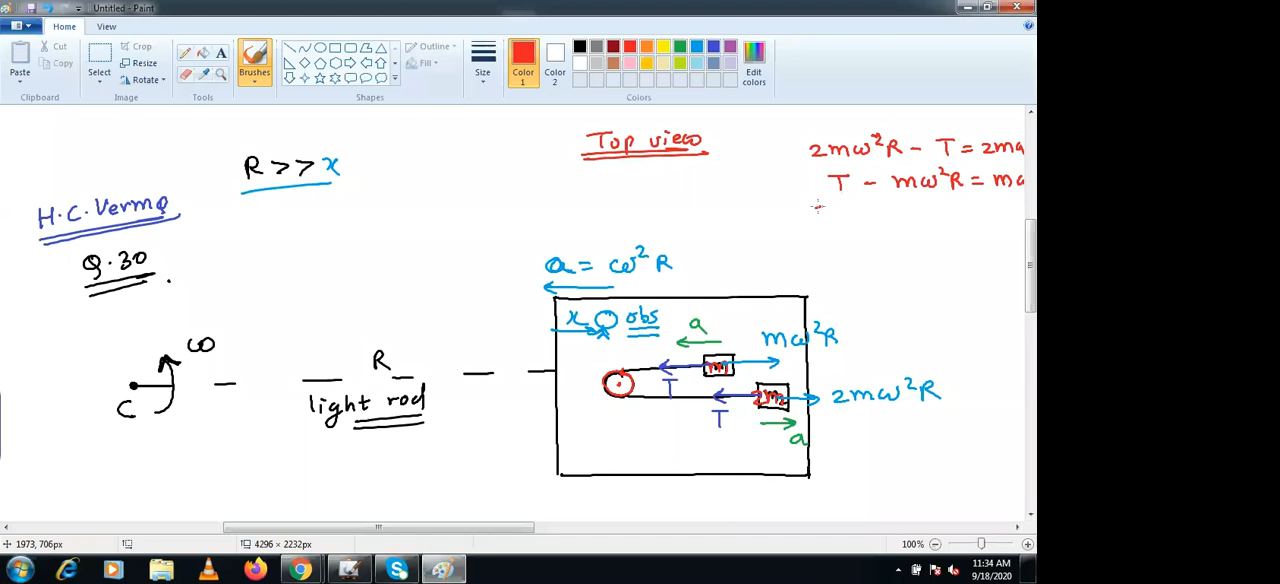 Untitled - Paint
Home View
Paste
Cut
Copy
Clipboard
Select
Crop
Resize
Rotate
Image
A
Tools
Brushes
Outline
Fill
Shapes
Size
Color 1
Color 2
Edit colors
Colors
Top view
2mω²R - T = 2ma
T - mω²R = ma
R >> x
H.C.Verma
Q.30
a = ω²R
x obs
a
mω²R
ω
R
m
T
C
light rod
2m
2mω²R
T
a
1973, 706px
4296 × 2232px
100%
11:34 AM
9/18/2020